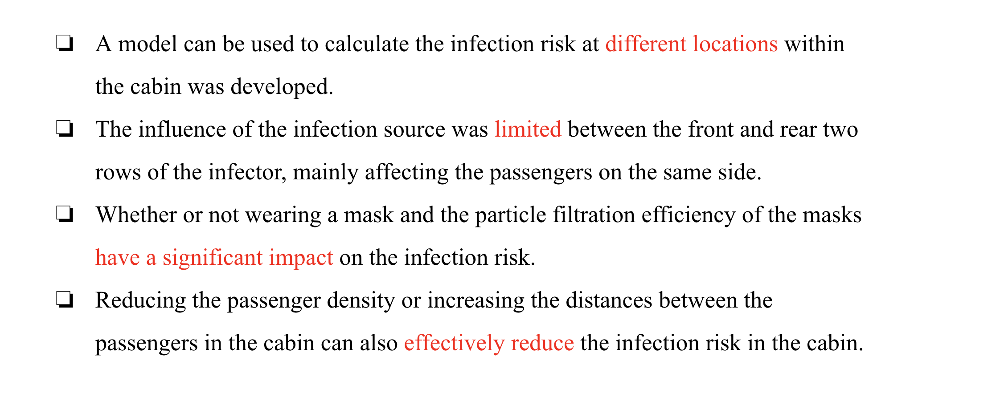 ❏ A model can be used to calculate the infection risk at different locations within
the cabin was developed.
❏ The influence of the infection source was limited between the front and rear two
rows of the infector, mainly affecting the passengers on the same side.
❏ Whether or not wearing a mask and the particle filtration efficiency of the masks
have a significant impact on the infection risk.
❏ Reducing the passenger density or increasing the distances between the
passengers in the cabin can also effectively reduce the infection risk in the cabin.